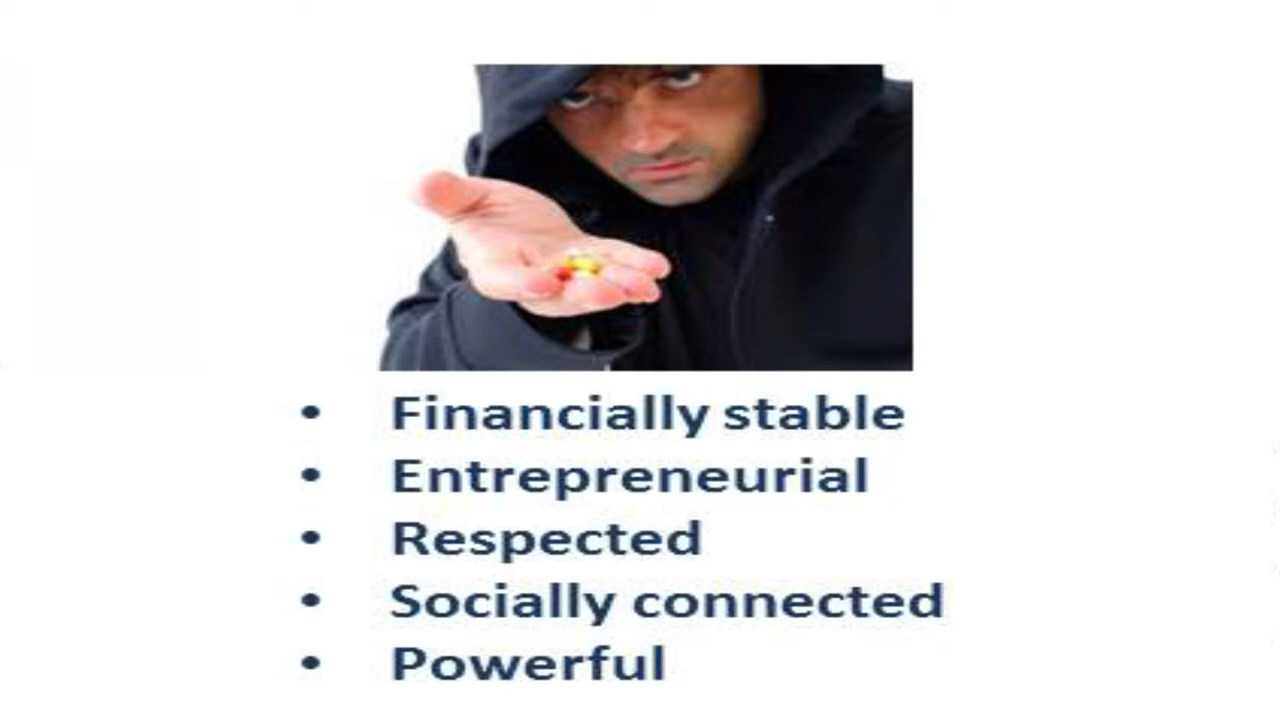 • Financially stable
• Entrepreneurial
• Respected
• Socially connected
• Powerful